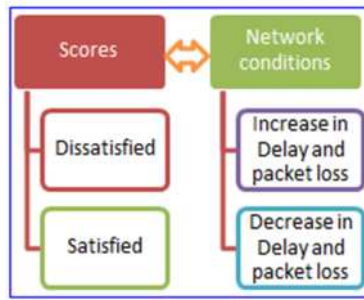 Scores
Network
conditions
Dissatisfied
Increase in
Delay and
packet loss
Satisfied
Decrease in
Delay and
packet loss